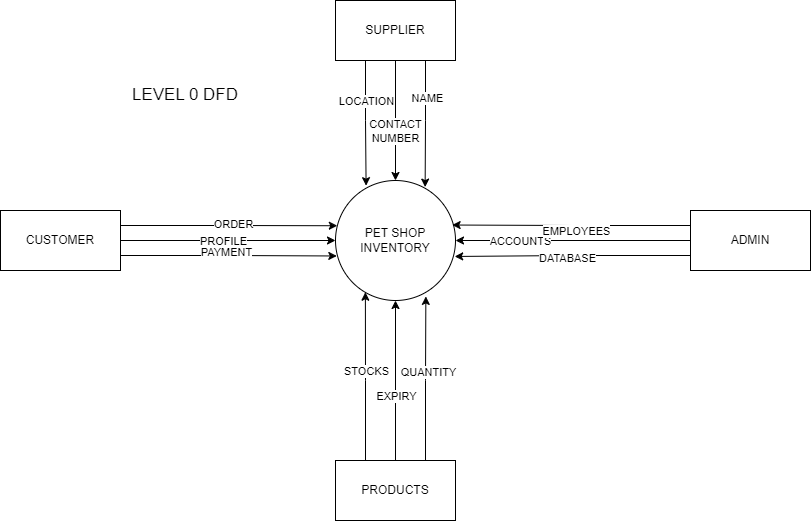 SUPPLIER
LEVEL 0 DFD
LOCATION
NAME
CONTACT
NUMBER
CUSTOMER
ORDER
PROFILE
PAYMENT
PET SHOP
INVENTORY
EMPLOYEES
ACCOUNTS
DATABASE
ADMIN
STOCKS
QUANTITY
EXPIRY
PRODUCTS